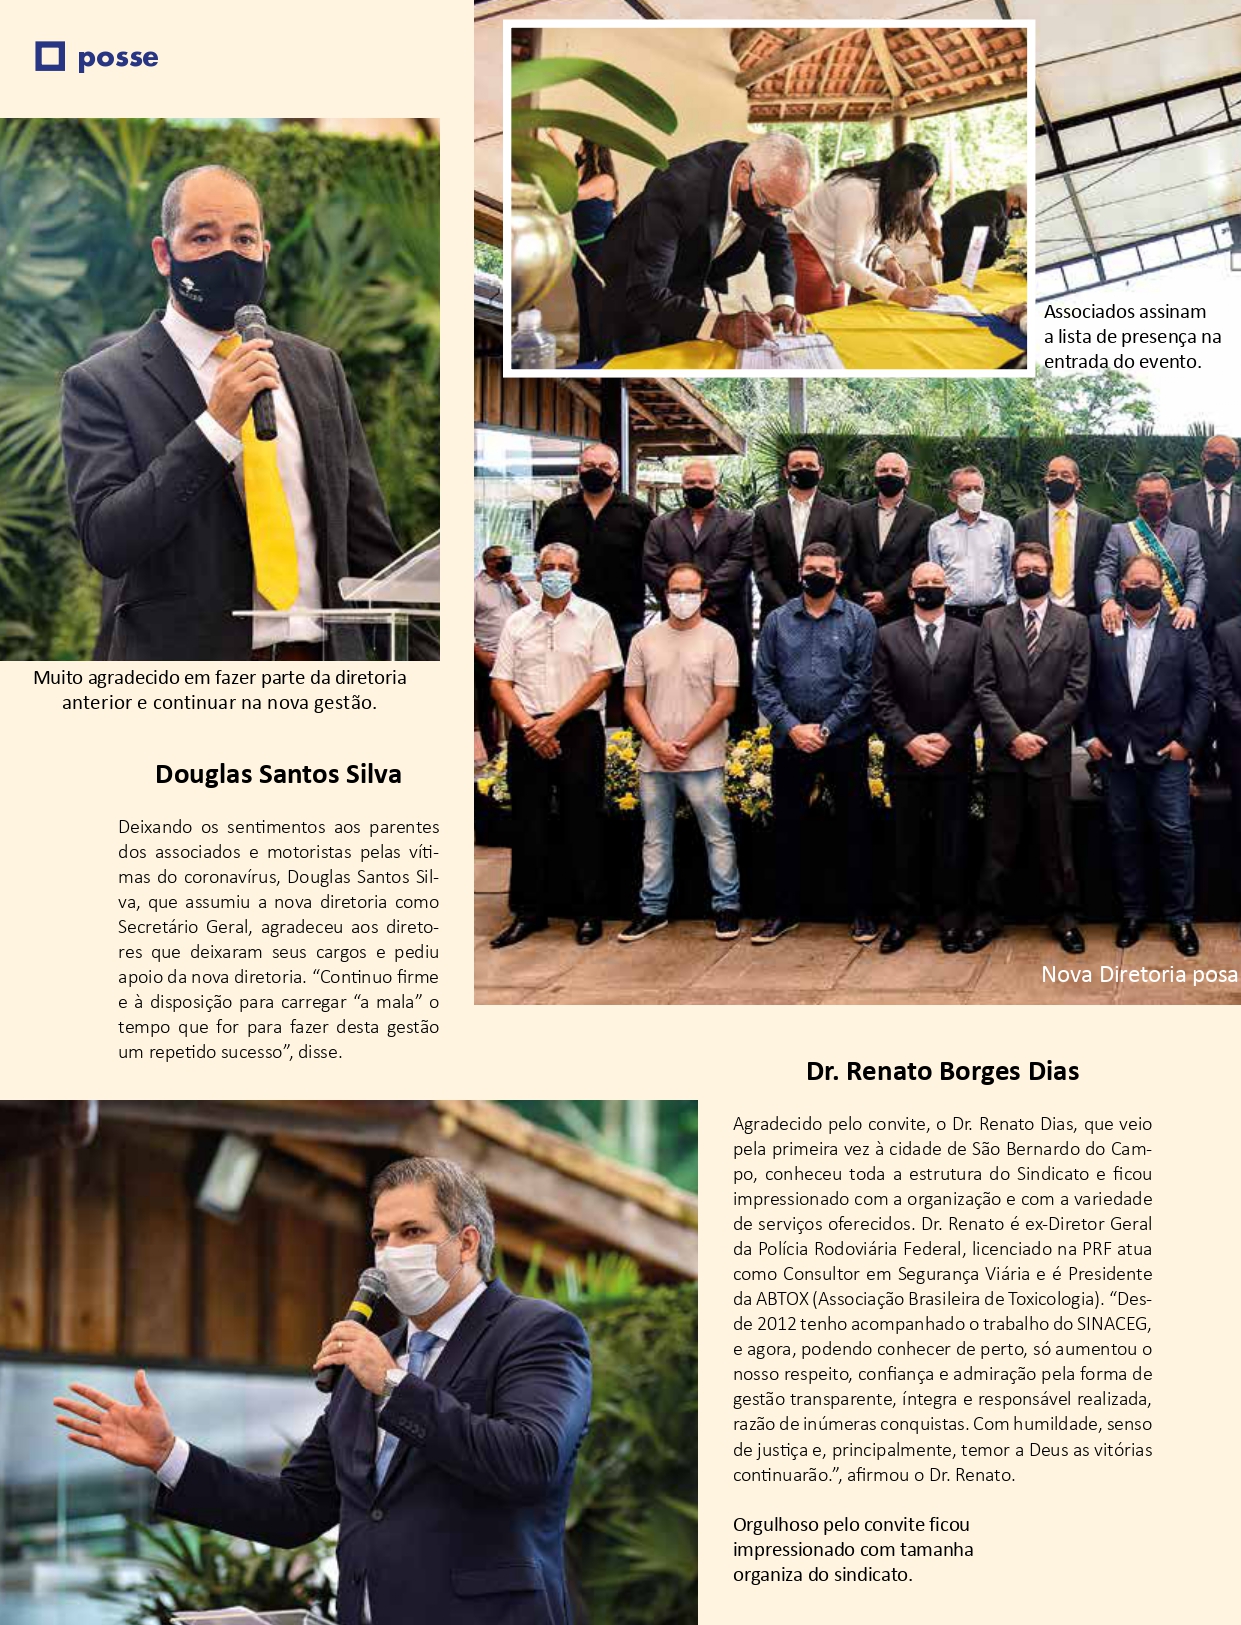 posse
Associados assinam
a lista de presença na
entrada do evento.
Muito agradecido em fazer parte da diretoria
anterior e continuar na nova gestão.
Douglas Santos Silva
Deixando os sentimentos aos parentes
dos associados e motoristas pelas víti-
mas do coronavírus, Douglas Santos Sil-
va, que assumiu a nova diretoria como
Secretário Geral, agradeceu aos direto-
res que deixaram seus cargos e pediu
apoio da nova diretoria. “Continuo firme
e à disposição para carregar “a mala” o
tempo que for para fazer desta gestão
um repetido sucesso”, disse.
Nova Diretoria posa
Dr. Renato Borges Dias
Agradecido pelo convite, o Dr. Renato Dias, que veio
pela primeira vez à cidade de São Bernardo do Cam-
po, conheceu toda a estrutura do Sindicato e ficou
impressionado com a organização e com a variedade
de serviços oferecidos. Dr. Renato é ex-Diretor Geral
da Polícia Rodoviária Federal, licenciado na PRF atua
como Consultor em Segurança Viária e é Presidente
da ABTOX (Associação Brasileira de Toxicologia). “Des-
de 2012 tenho acompanhado o trabalho do SINACEG,
e agora, podendo conhecer de perto, só aumentou o
nosso respeito, confiança e admiração pela forma de
gestão transparente, íntegra e responsável realizada,
razão de inúmeras conquistas. Com humildade, senso
de justiça e, principalmente, temor a Deus as vitórias
continuarão.”, afirmou o Dr. Renato.
Orgulhoso pelo convite ficou
impressionado com tamanha
organiza do sindicato.